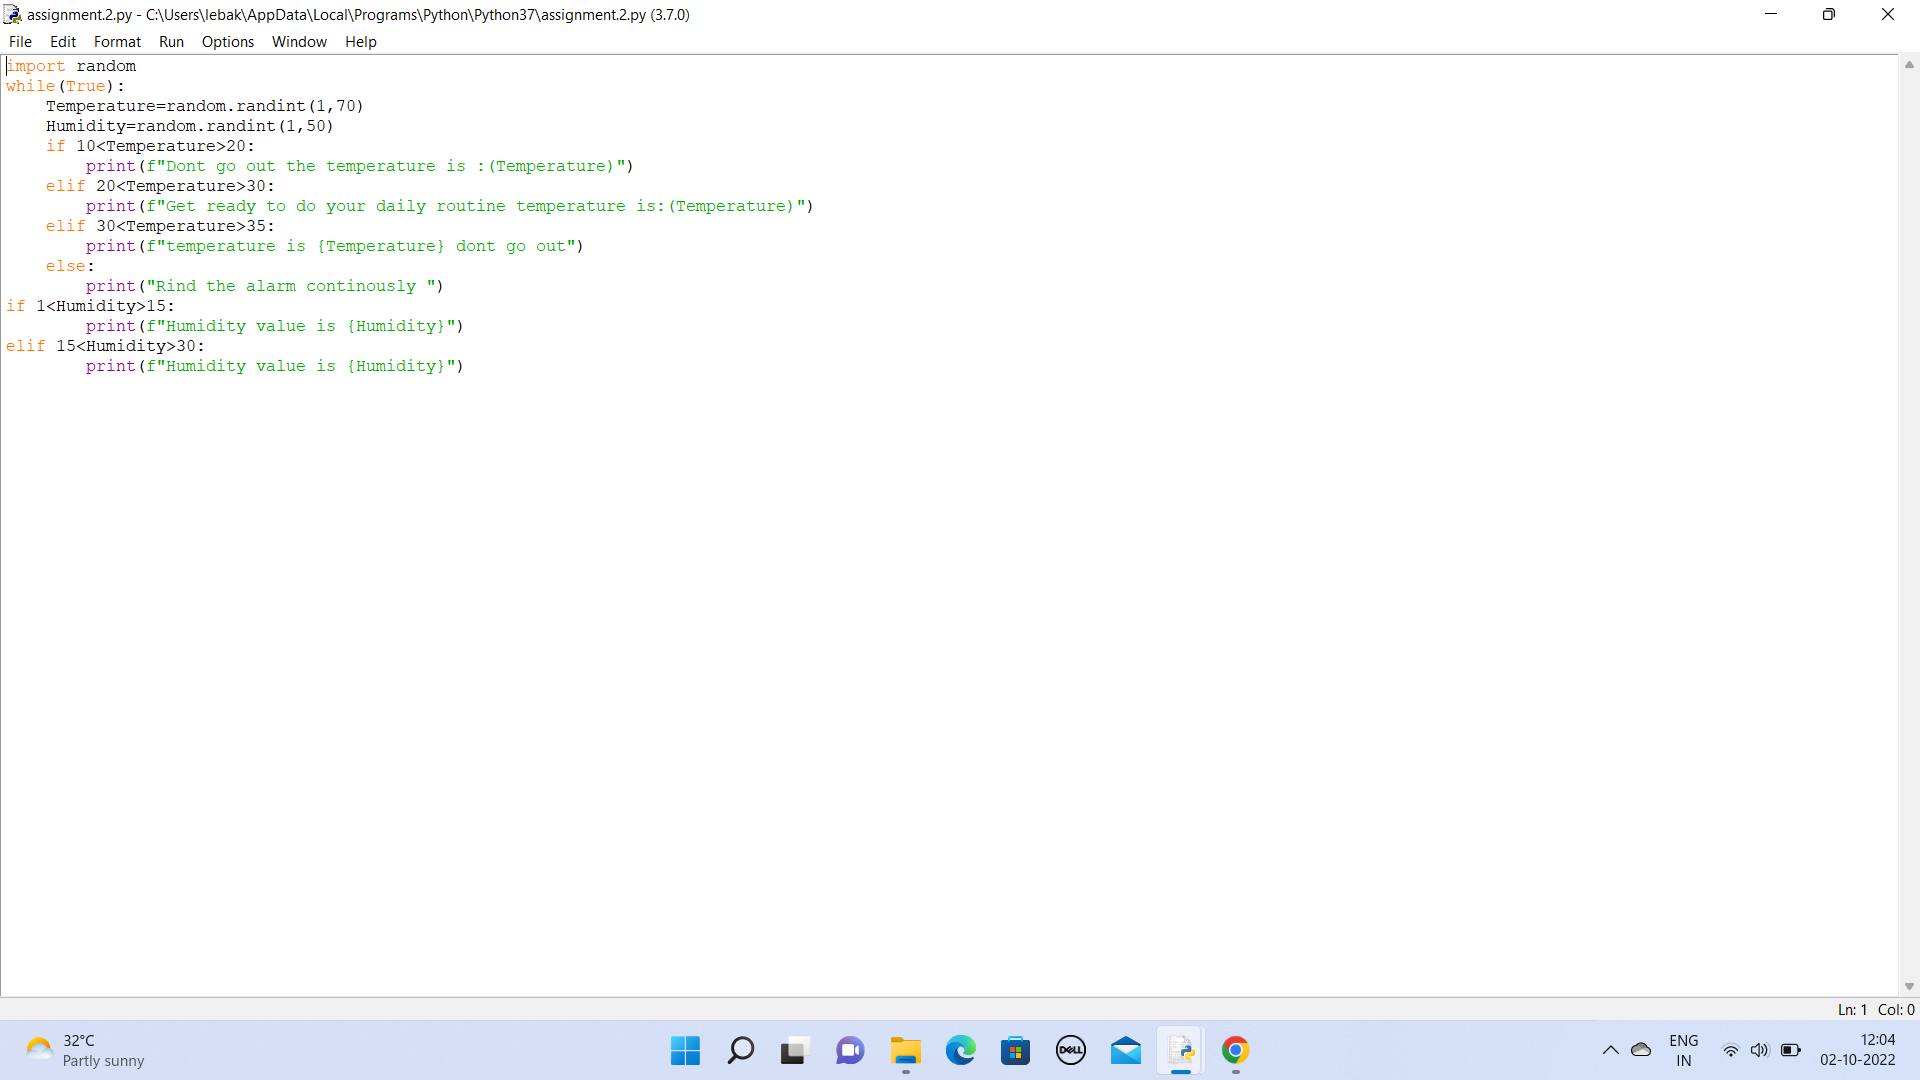 assignment.2.py - C:\Users\lebak\AppData\Local\Programs\Python\Python37\assignment.2.py (3.7.0)
File Edit Format Run Options Window Help
import random
while(True):
    Temperature=random.randint(1,70)
    Humidity=random.randint(1,50)
    if 10<Temperature>20:
        print(f"Dont go out the temperature is :(Temperature)")
    elif 20<Temperature>30:
        print(f"Get ready to do your daily routine temperature is:(Temperature)")
    elif 30<Temperature>35:
        print(f"temperature is {Temperature} dont go out")
    else:
        print("Rind the alarm continously ")
if 1<Humidity>15:
        print(f"Humidity value is {Humidity}")
elif 15<Humidity>30:
        print(f"Humidity value is {Humidity}")
Ln: 1 Col: 0
32°C
Partly sunny
DELL
ENG
IN
12:04
02-10-2022